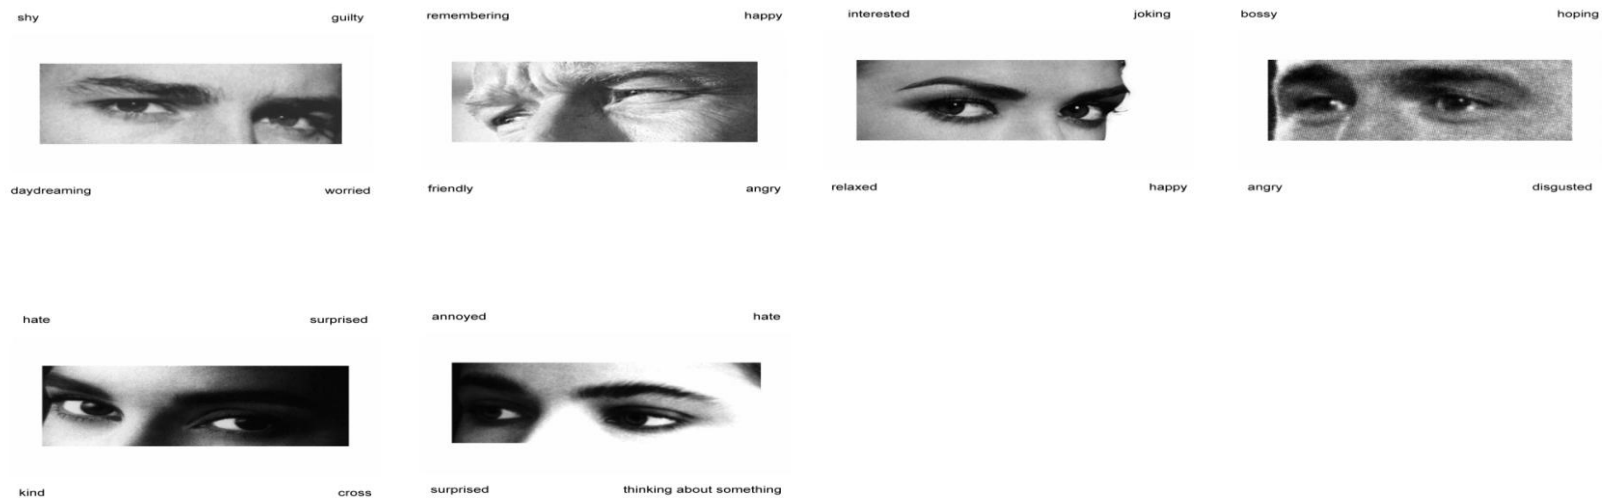 shy guilty
daydreaming worried
remembering happy
friendly angry
interested joking
relaxed happy
bossy hoping
angry disgusted
hate surprised
kind cross
annoyed hate
surprised thinking about something